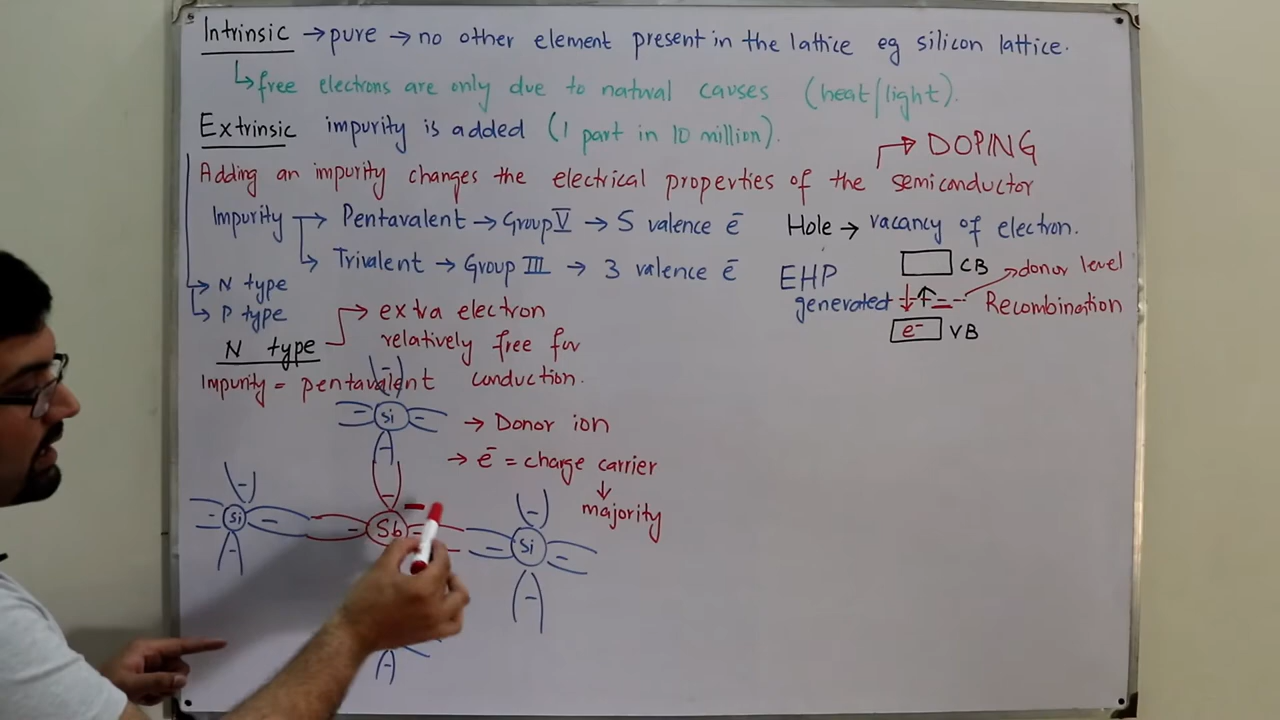 Intrinsic → pure → no other element present in the lattice eg silicon lattice.
↳ free electrons are only due to natural causes (heat/light).
Extrinsic impurity is added (1 part in 10 million).
→ DOPING
Adding an impurity changes the electrical properties of the semiconductor
Impurity → Pentavalent → Group V → 5 valence e̅
↳ Trivalent → Group III → 3 valence e̅
→ N type
↳ P type
Hole → vacancy of electron.
EHP generated
CB
donor level
Recombination
e⁻ VB
N type → extra electron
relatively free for
conduction.
Impurity = pentavalent
Si
→ Donor ion
→ e̅ = charge carrier
↓
majority
Si
Sb
Si